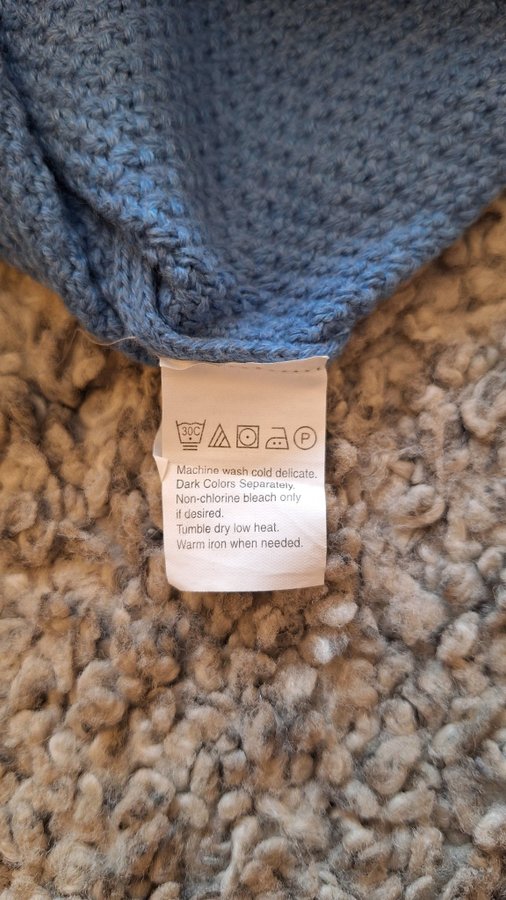 30C P
Machine wash cold delicate.
Dark Colors Separately.
Non-chlorine bleach only
if desired.
Tumble dry low heat.
Warm iron when needed.